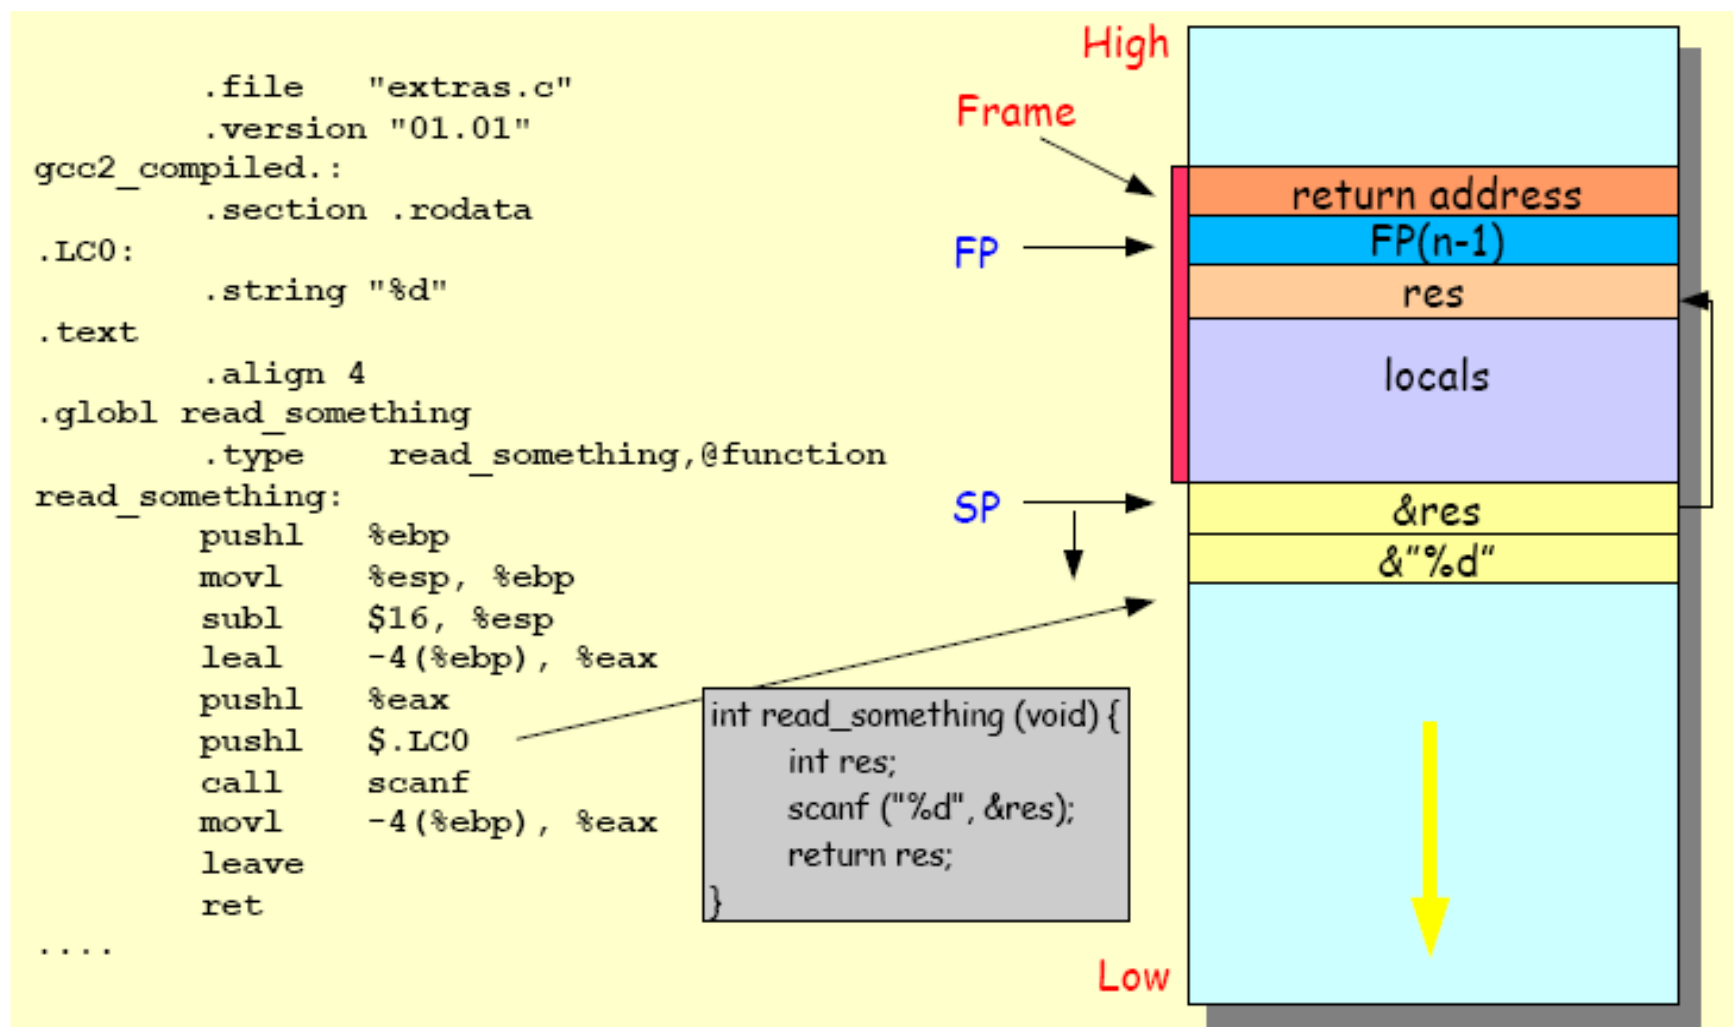 .file "extras.c"
.version "01.01"
gcc2_compiled.:
.section .rodata
.LC0:
.string "%d"
.text
.align 4
.globl read_something
.type read_something,@function
read_something:
pushl %ebp
movl %esp, %ebp
subl $16, %esp
leal -4(%ebp), %eax
pushl %eax
pushl $.LC0
call scanf
movl -4(%ebp), %eax
leave
ret
....
int read_something (void) {
int res;
scanf ("%d", &res);
return res;
}
High
Frame
FP
SP
Low
return address
FP(n-1)
res
locals
&res
&"%d"